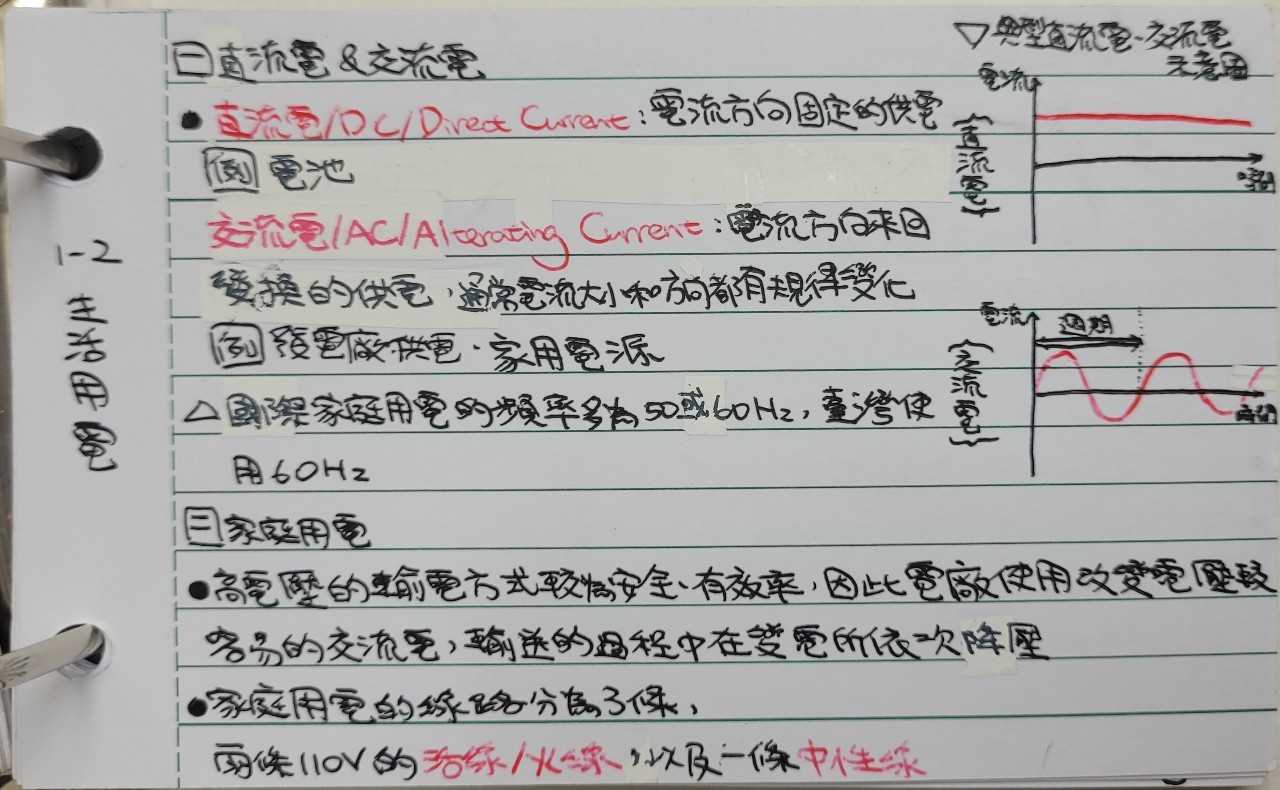 1-2 生活用電
二 直流電 & 交流電
• 直流電/DC/Direct Current:電流方向固定的供電
例 電池
交流電/AC/Alterating Current:電流方向來回
變換的供電,通常電流大小和方向都有規律變化
例 發電廠供電、家用電源
△ 國際家庭用電的頻率多為50或60Hz,臺灣使
用60Hz
三 家庭用電
• 高電壓的輸電方式較為安全、有效率,因此電廠使用改變電壓較
容易的交流電,輸送的過程中在變電所依次降壓
• 家庭用電的線路分為3條,
兩條110V的活線/火線,以及一條中性線
▽ 典型直流電、交流電
示意圖
電流
{直流電}
時間
電流
週期
{交流電}
時間